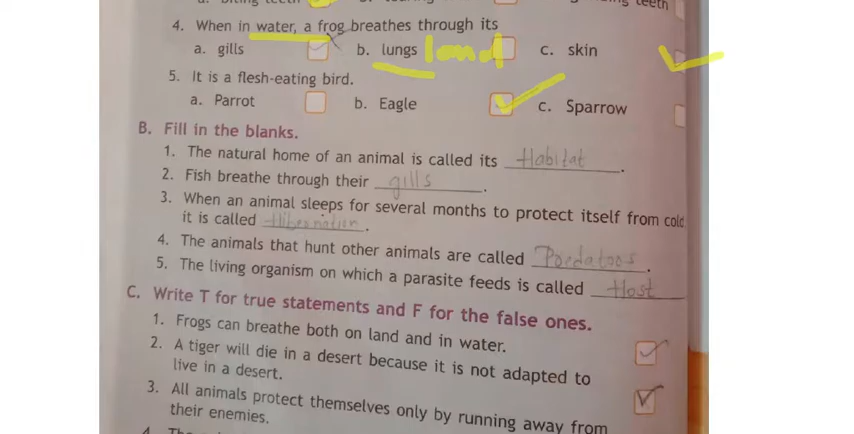 a. biting teeth
teeth
4. When in water, a frog breathes through its
a. gills b. lungs land c. skin
5. It is a flesh-eating bird.
a. Parrot b. Eagle c. Sparrow
B. Fill in the blanks.
1. The natural home of an animal is called its Habitat.
2. Fish breathe through their gills.
3. When an animal sleeps for several months to protect itself from cold
it is called Hibernation.
4. The animals that hunt other animals are called Poedatoos.
5. The living organism on which a parasite feeds is called Host
C. Write T for true statements and F for the false ones.
1. Frogs can breathe both on land and in water.
2. A tiger will die in a desert because it is not adapted to
live in a desert.
3. All animals protect themselves only by running away from
their enemies.